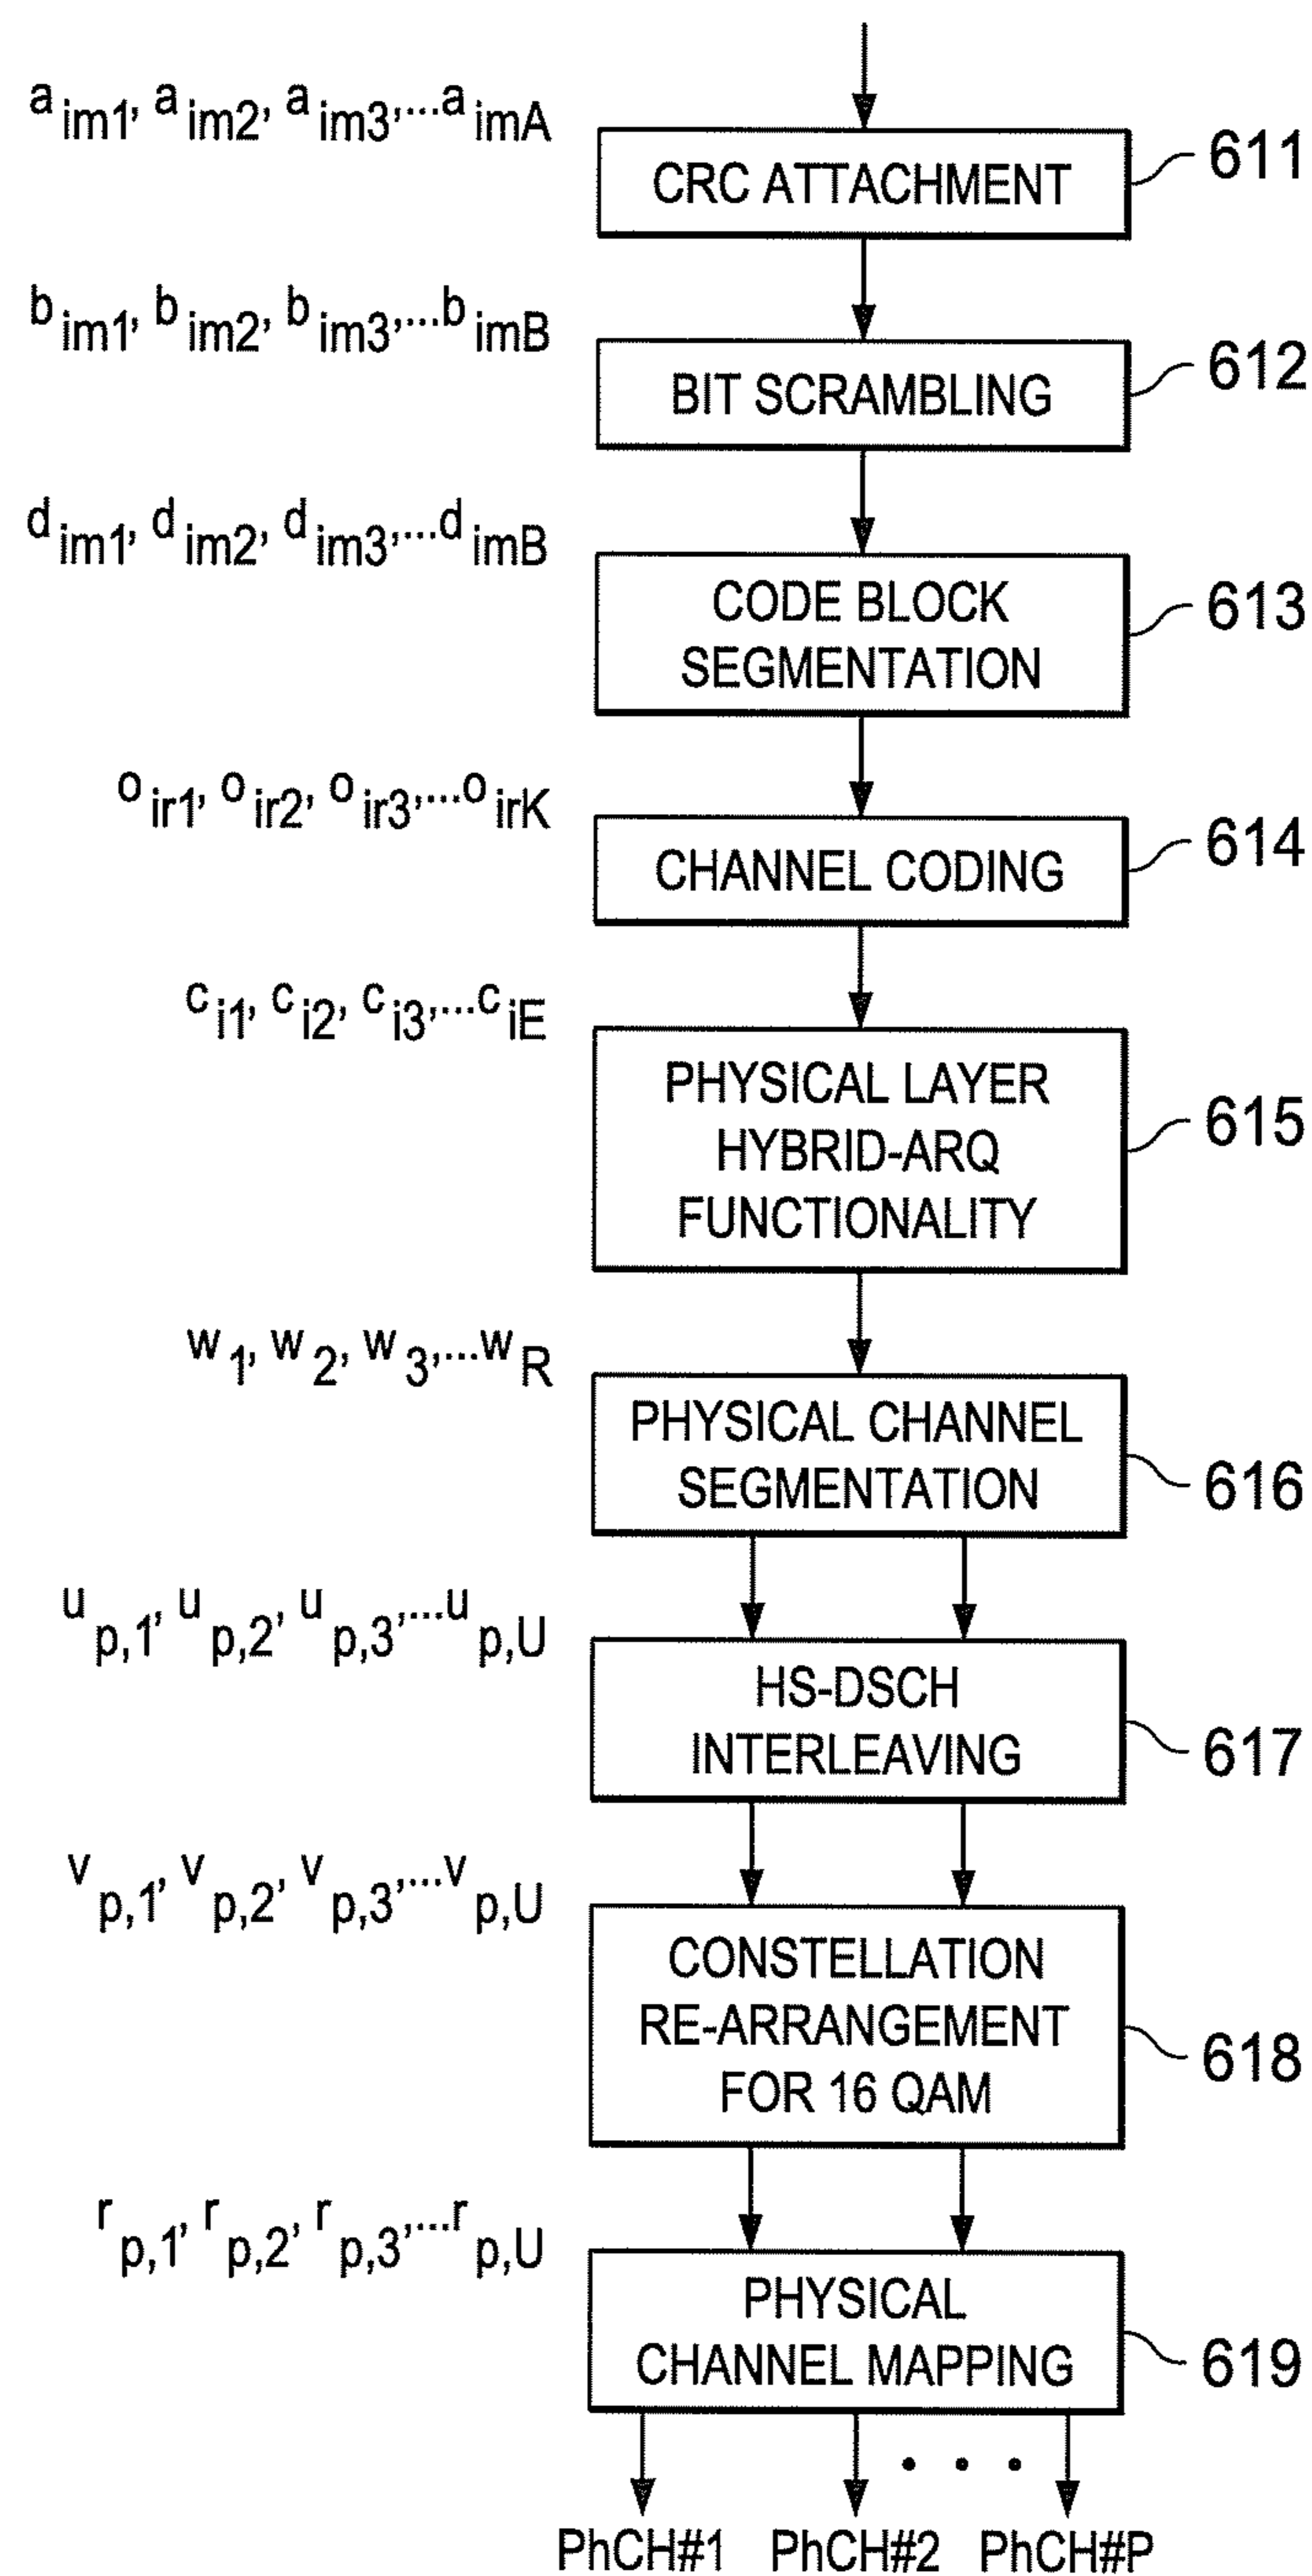 a im1, a im2, a im3,...a imA
CRC ATTACHMENT
611
b im1, b im2, b im3,...b imB
BIT SCRAMBLING
612
d im1, d im2, d im3,...d imB
CODE BLOCK
SEGMENTATION
613
o ir1, o ir2, o ir3,...o irK
CHANNEL CODING
614
c i1, c i2, c i3,...c iE
PHYSICAL LAYER
HYBRID-ARQ
FUNCTIONALITY
615
w 1, w 2, w 3,...w R
PHYSICAL CHANNEL
SEGMENTATION
616
u p,1, u p,2, u p,3,...u p,U
HS-DSCH
INTERLEAVING
617
v p,1, v p,2, v p,3,...v p,U
CONSTELLATION
RE-ARRANGEMENT
FOR 16 QAM
618
r p,1, r p,2, r p,3,...r p,U
PHYSICAL
CHANNEL MAPPING
619
• • •
PhCH#1 PhCH#2 PhCH#P